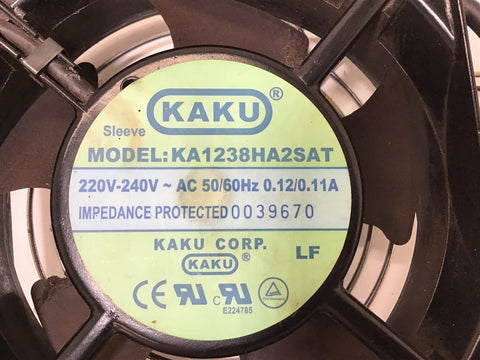 KAKU®
Sleeve
MODEL:KA1238HA2SAT
220V-240V ~ AC 50/60Hz 0.12/0.11A
IMPEDANCE PROTECTED 0039670
KAKU CORP.
KAKU®
LF
CE
E224785